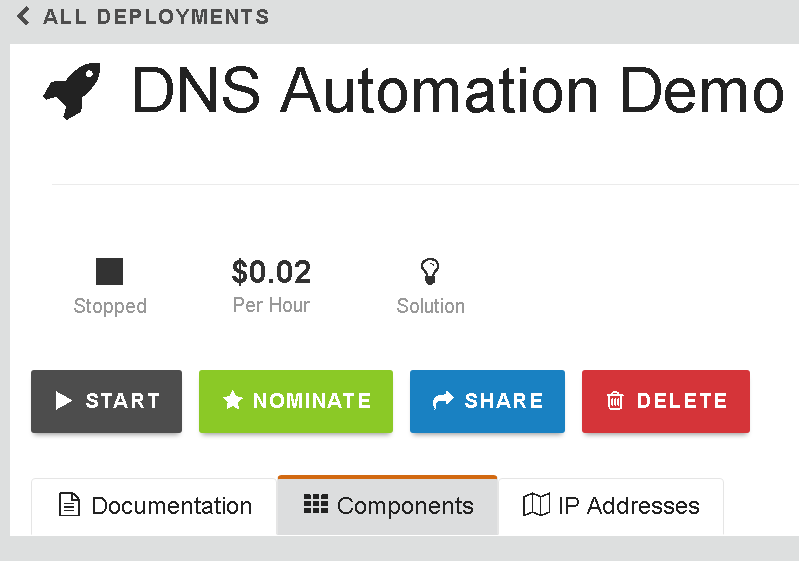 ALL DEPLOYMENTS
DNS Automation Demo
$0.02
Stopped Per Hour Solution
START NOMINATE SHARE DELETE
Documentation Components IP Addresses